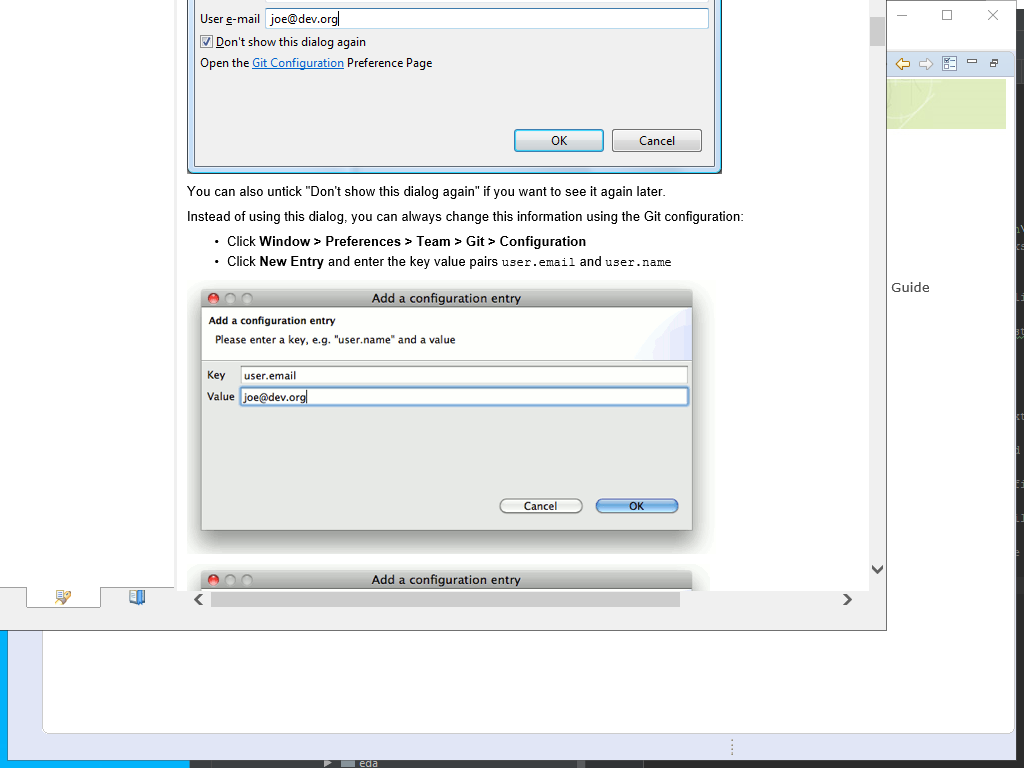 User e-mail joe@dev.org
Don't show this dialog again
Open the Git Configuration Preference Page
OK Cancel
You can also untick "Don't show this dialog again" if you want to see it again later.
Instead of using this dialog, you can always change this information using the Git configuration:
• Click Window > Preferences > Team > Git > Configuration
• Click New Entry and enter the key value pairs user.email and user.name
Add a configuration entry
Add a configuration entry
Please enter a key, e.g. "user.name" and a value
Key user.email
Value joe@dev.org
Cancel OK
Add a configuration entry
Guide
eda